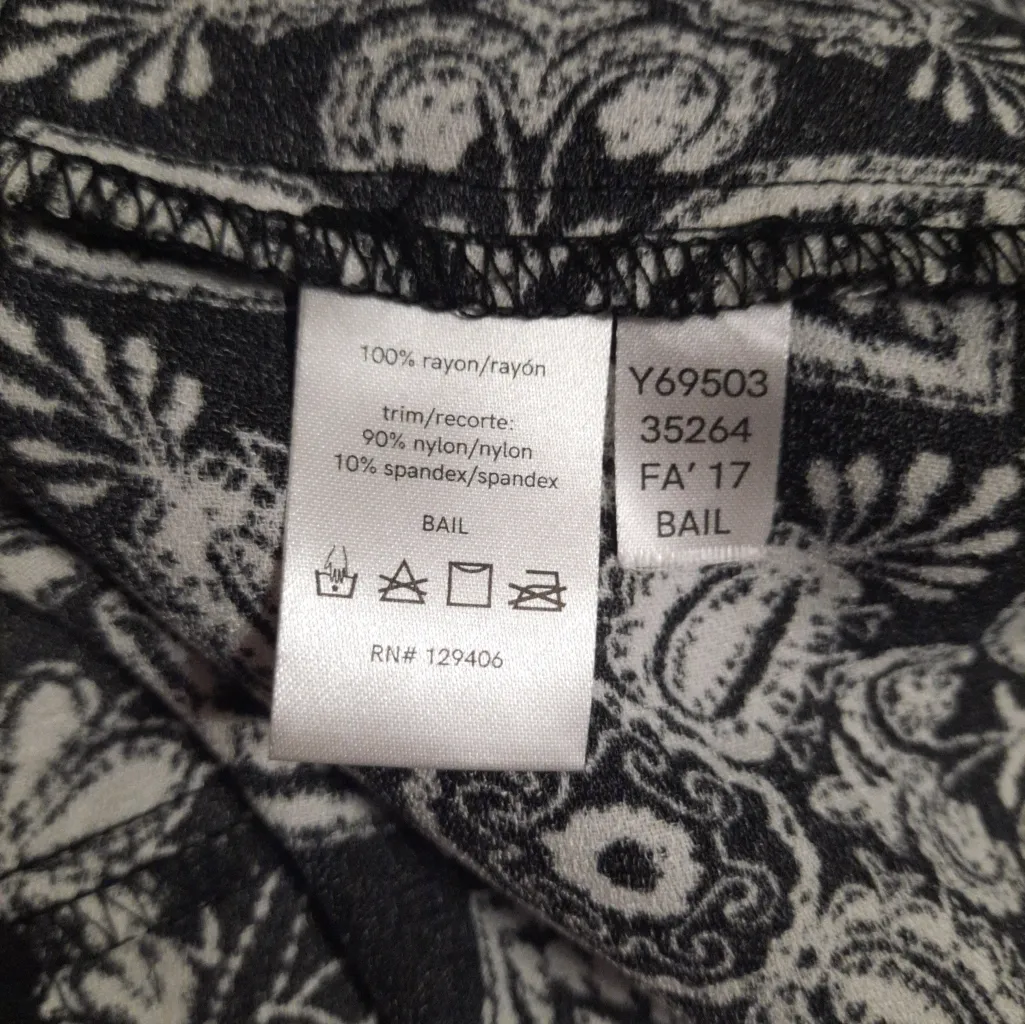 100% rayon/rayón
trim/recorte:
90% nylon/nylon
10% spandex/spandex
BAIL
RN# 129406
Y69503
35264
FA' 17
BAIL